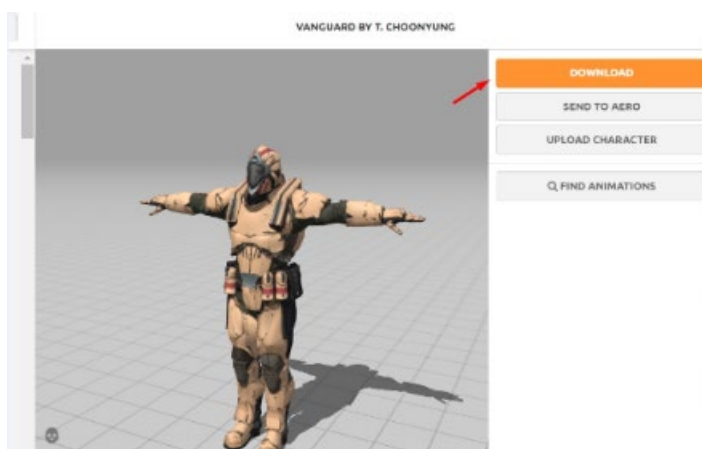 VANGUARD BY T. CHOONYUNG
DOWNLOAD
SEND TO AERO
UPLOAD CHARACTER
FIND ANIMATIONS